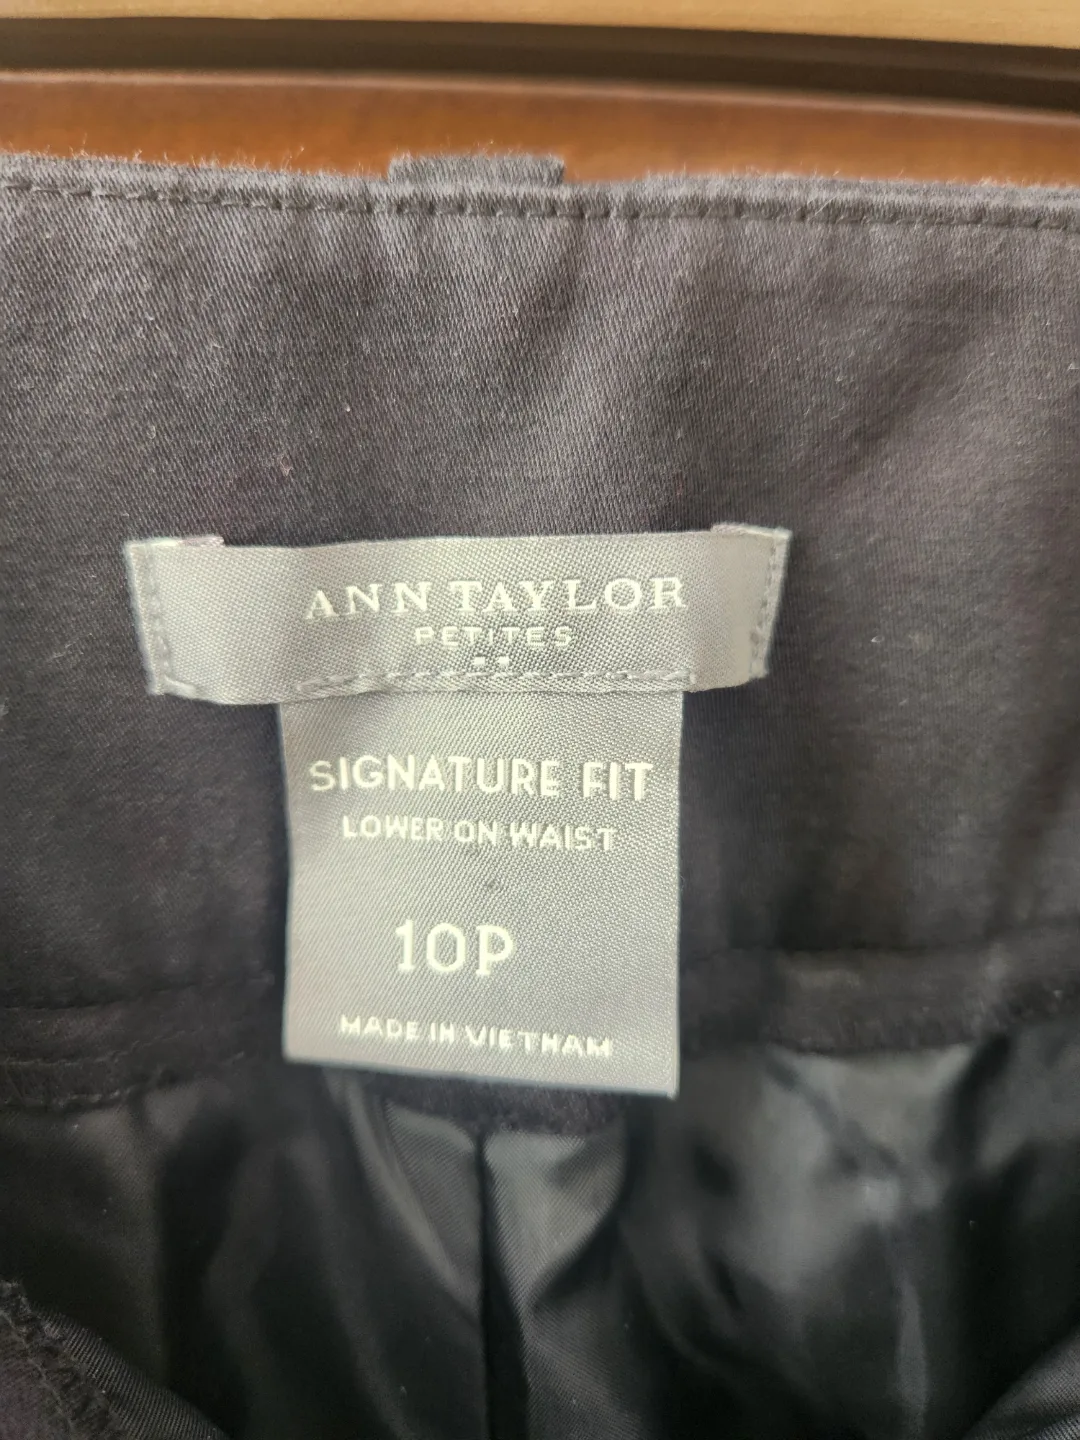 ANN TAYLOR
PETITES
SIGNATURE FIT
LOWER ON WAIST
10P
MADE IN VIETNAM